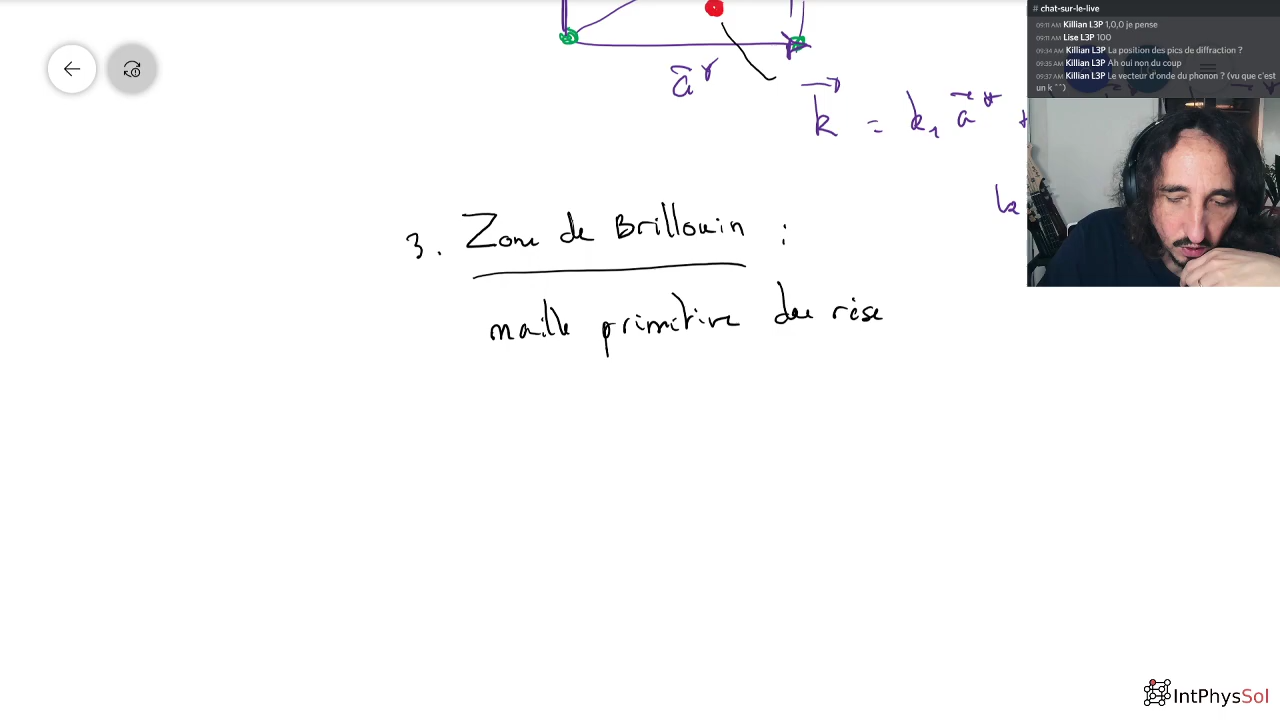 # chat-sur-le-live
09:11 AM Killian L3P 1,0,0 je pense
09:11 AM Lise L3P 100
09:34 AM Killian L3P La position des pics de diffraction ?
09:35 AM Killian L3P Ah oui non du coup
09:37 AM Killian L3P Le vecteur d'onde du phonon ? (vu que c'est
un k ^^)
a*
k = k1 a* +
k
3. Zone de Brillouin :
maille primitive du rése
IntPhysSol